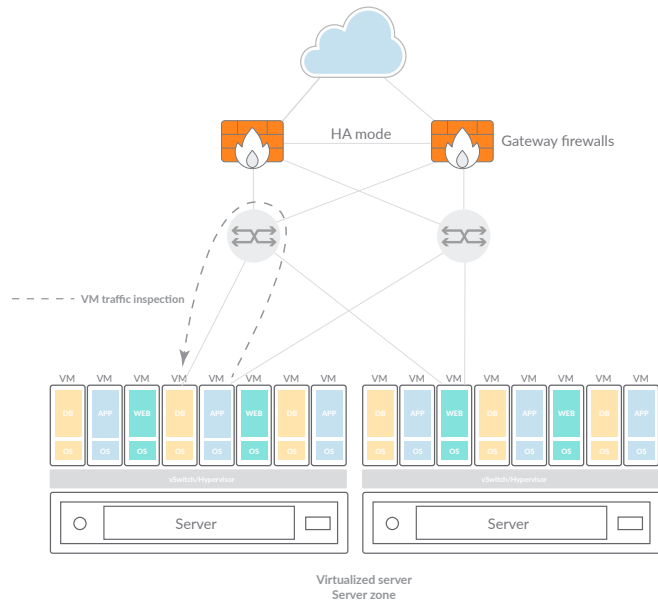 HA mode
Gateway firewalls
VM traffic inspection
VM VM VM VM VM VM VM VM VM VM VM VM VM VM VM VM
DB APP WEB DB APP WEB DB APP DB APP WEB DB APP WEB DB APP
OS OS OS OS OS OS OS OS OS OS OS OS OS OS OS OS
vSwitch/Hypervisor vSwitch/Hypervisor
Server Server
Virtualized server
Server zone